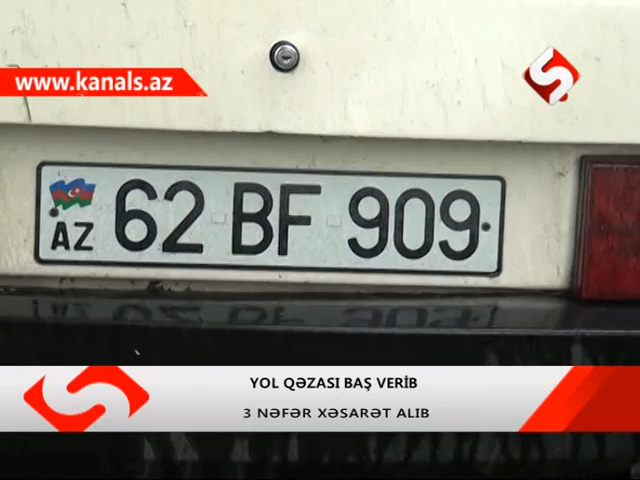 www.kanals.az
AZ 62 BF 909
YOL QƏZASI BAŞ VERİB
3 NƏFƏR XƏSARƏT ALIB